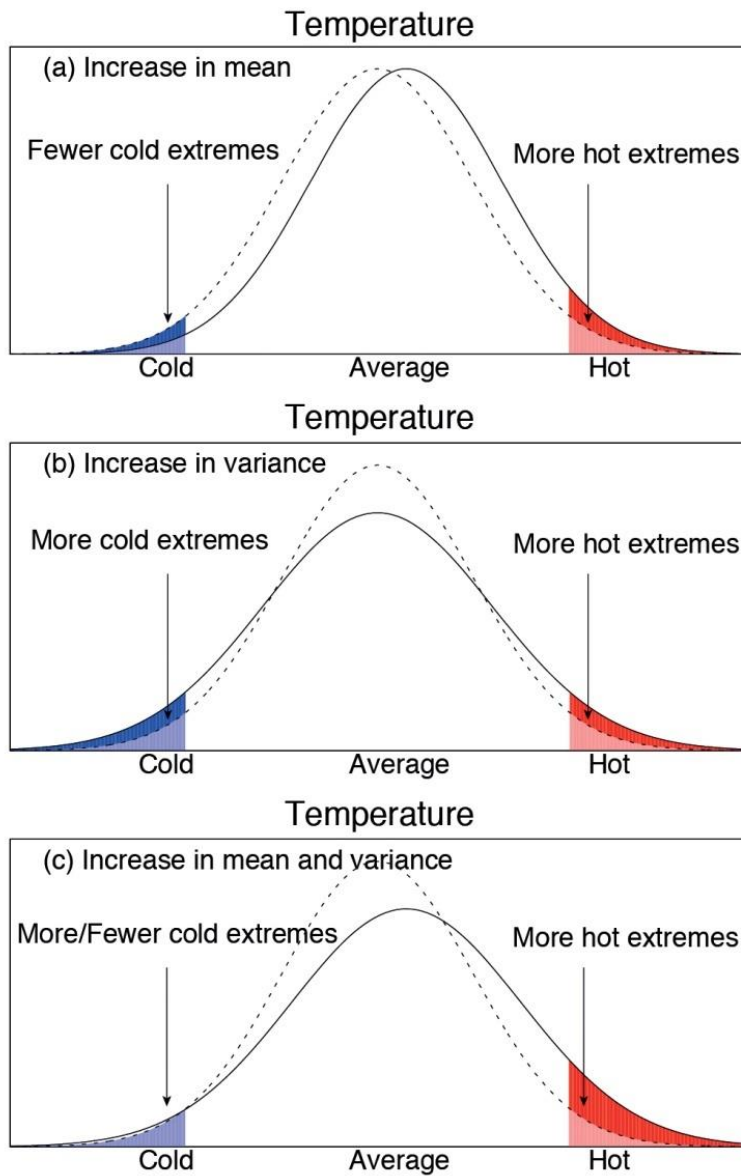 Temperature
(a) Increase in mean
Fewer cold extremes
More hot extremes
Cold
Average
Hot
Temperature
(b) Increase in variance
More cold extremes
More hot extremes
Cold
Average
Hot
Temperature
(c) Increase in mean and variance
More/Fewer cold extremes
More hot extremes
Cold
Average
Hot